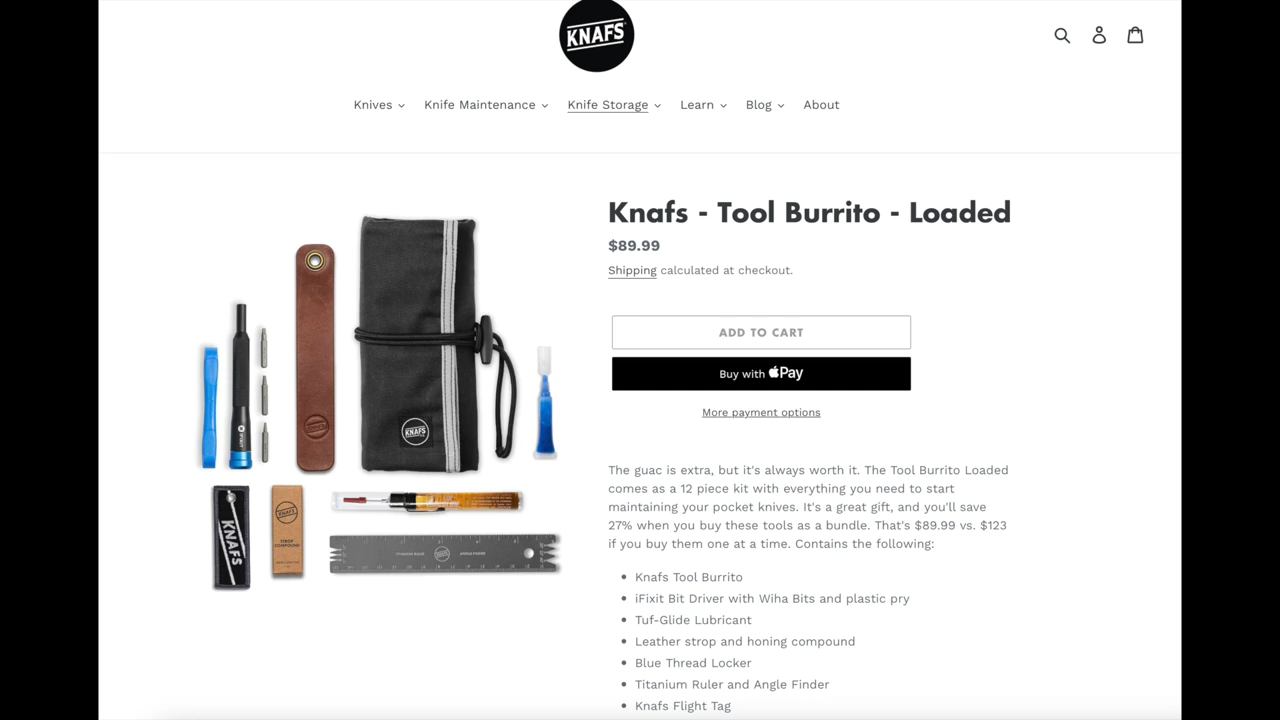 KNAFS
Knives
Knife Maintenance
Knife Storage
Learn
Blog
About
Knafs - Tool Burrito - Loaded
$89.99
Shipping calculated at checkout.
ADD TO CART
Buy with Pay
More payment options
The guac is extra, but it's always worth it. The Tool Burrito Loaded
comes as a 12 piece kit with everything you need to start
maintaining your pocket knives. It's a great gift, and you'll save
27% when you buy these tools as a bundle. That's $89.99 vs. $123
if you buy them one at a time. Contains the following:
Knafs Tool Burrito
iFixit Bit Driver with Wiha Bits and plastic pry
Tuf-Glide Lubricant
Leather strop and honing compound
Blue Thread Locker
Titanium Ruler and Angle Finder
Knafs Flight Tag
KNAFS
KNAFS
KNAFS
STROP
COMPOUND